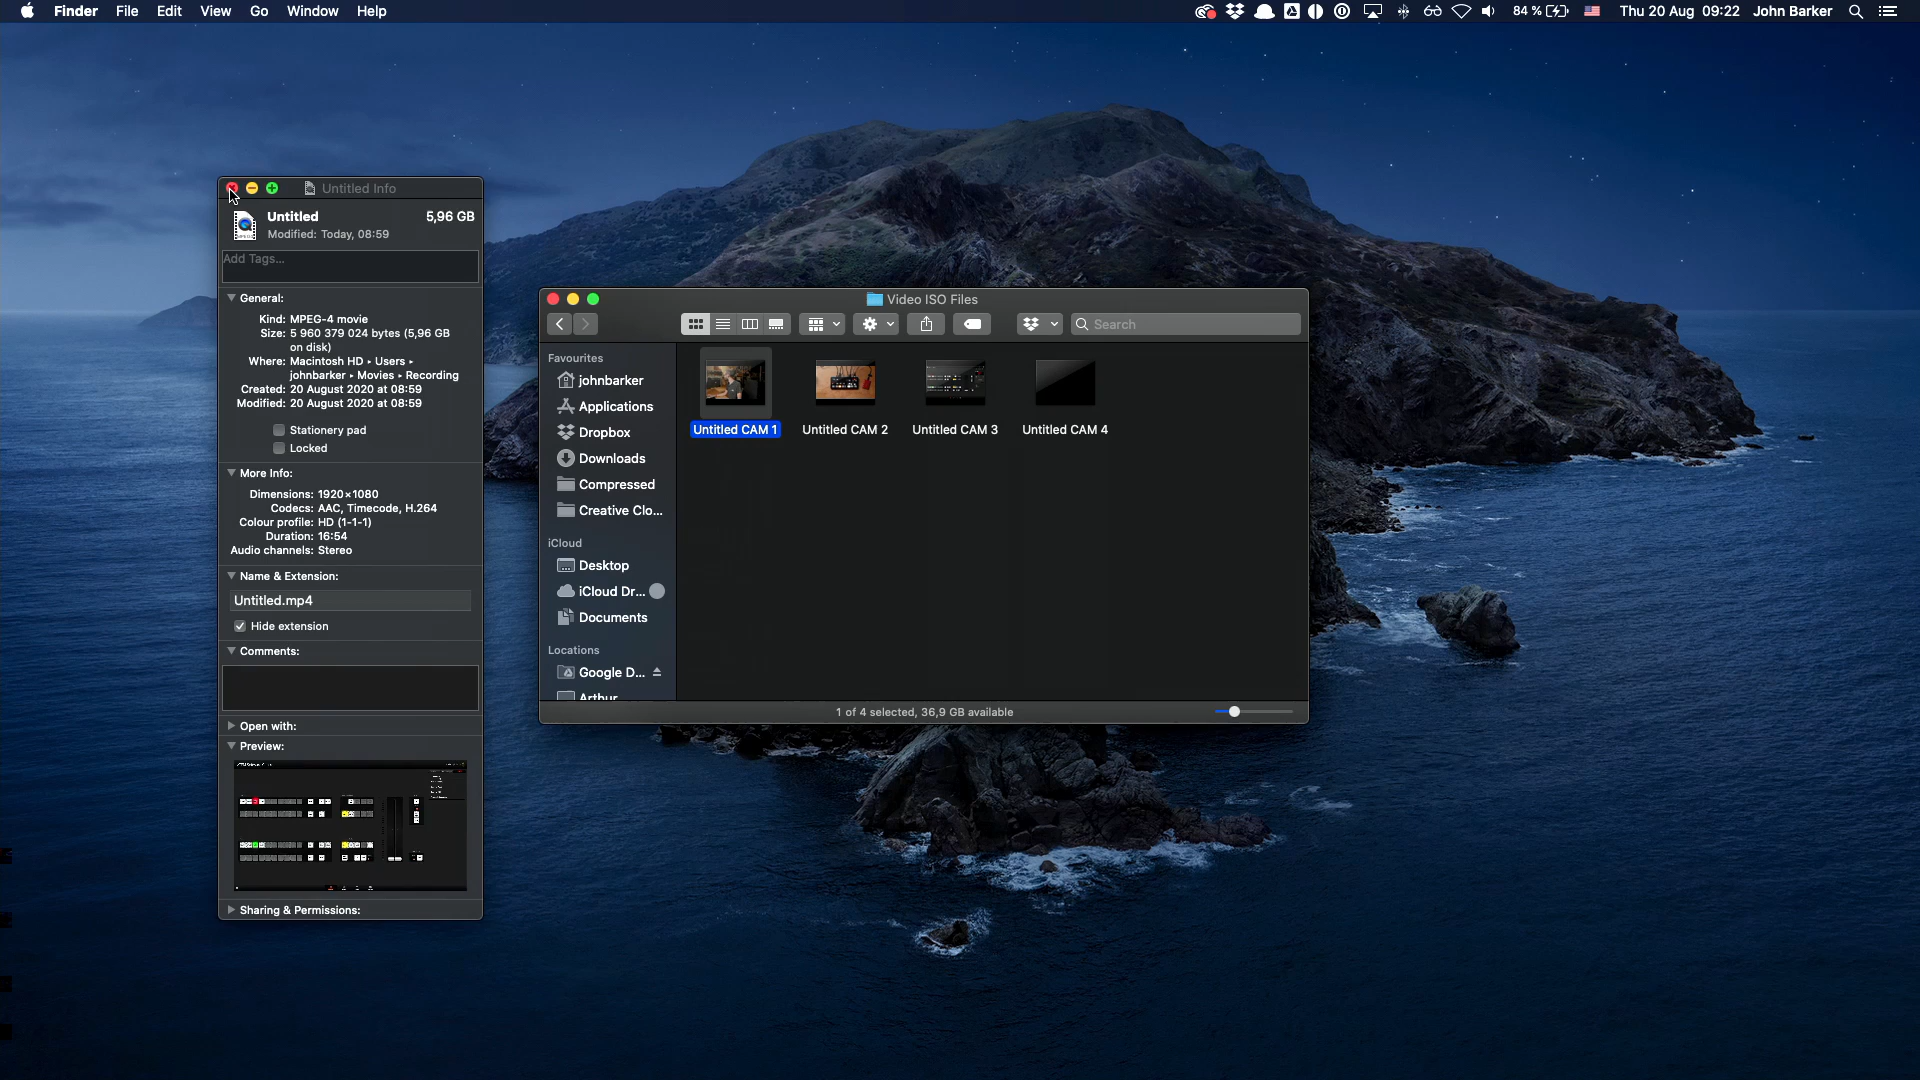 Finder File Edit View Go Window Help
84 % Thu 20 Aug 09:22 John Barker
Untitled Info
Untitled 5,96 GB
Modified: Today, 08:59
Add Tags...
General:
Kind: MPEG-4 movie
Size: 5 960 379 024 bytes (5,96 GB
on disk)
Where: Macintosh HD ▸ Users ▸
johnbarker ▸ Movies ▸ Recording
Created: 20 August 2020 at 08:59
Modified: 20 August 2020 at 08:59
Stationery pad
Locked
More Info:
Dimensions: 1920×1080
Codecs: AAC, Timecode, H.264
Colour profile: HD (1-1-1)
Duration: 16:54
Audio channels: Stereo
Name & Extension:
Untitled.mp4
Hide extension
Comments:
Open with:
Preview:
Sharing & Permissions:
Video ISO Files
Search
Favourites
johnbarker
Applications
Dropbox
Downloads
Compressed
Creative Clo...
iCloud
Desktop
iCloud Dr...
Documents
Locations
Google D...
Arthur
Untitled CAM 1 Untitled CAM 2 Untitled CAM 3 Untitled CAM 4
1 of 4 selected, 36,9 GB available